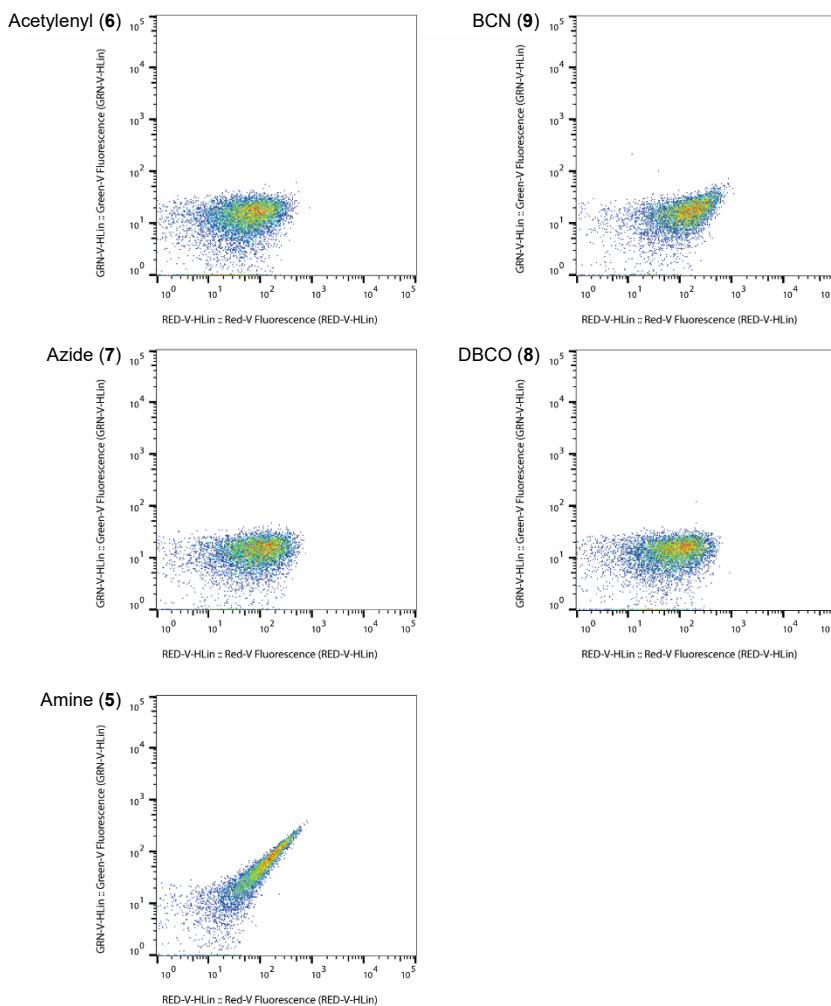 Acetylenyl (6)
10^5
10^4
10^3
10^2
10^1
10^0
GRN-V-HLin :: Green-V Fluorescence (GRN-V-HLin)
10^0 10^1 10^2 10^3 10^4 10^5
RED-V-HLin :: Red-V Fluorescence (RED-V-HLin)
BCN (9)
10^5
10^4
10^3
10^2
10^1
10^0
GRN-V-HLin :: Green-V Fluorescence (GRN-V-HLin)
10^0 10^1 10^2 10^3 10^4 10
RED-V-HLin :: Red-V Fluorescence (RED-V-HLin)
Azide (7)
10^5
10^4
10^3
10^2
10^1
10^0
GRN-V-HLin :: Green-V Fluorescence (GRN-V-HLin)
10^0 10^1 10^2 10^3 10^4 10^5
RED-V-HLin :: Red-V Fluorescence (RED-V-HLin)
DBCO (8)
10^5
10^4
10^3
10^2
10^1
10^0
GRN-V-HLin :: Green-V Fluorescence (GRN-V-HLin)
10^0 10^1 10^2 10^3 10^4 10
RED-V-HLin :: Red-V Fluorescence (RED-V-HLin)
Amine (5)
10^5
10^4
10^3
10^2
10^1
10^0
GRN-V-HLin :: Green-V Fluorescence (GRN-V-HLin)
10^0 10^1 10^2 10^3 10^4 10^5
RED-V-HLin :: Red-V Fluorescence (RED-V-HLin)